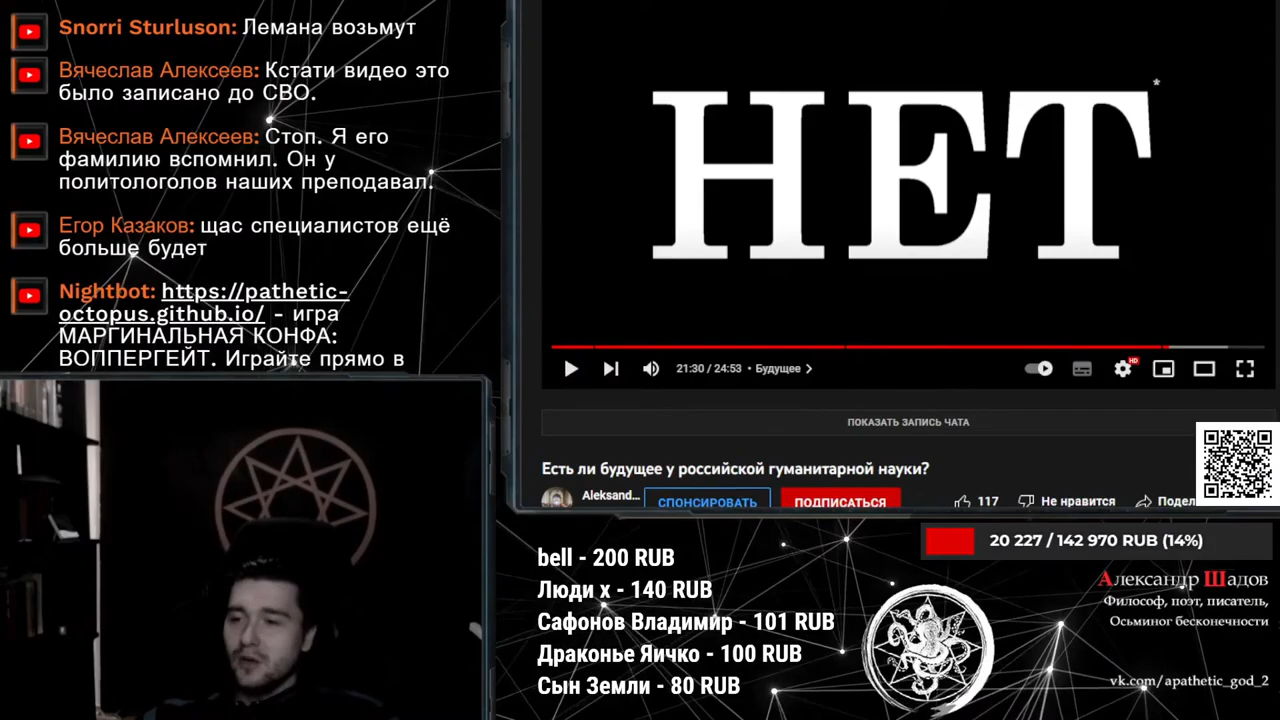 Snorri Sturluson: Лемана возьмут
Вячеслав Алексеев: Кстати видео это
было записано до СВО.
Вячеслав Алексеев: Стоп. Я его
фамилию вспомнил. Он у
политологолов наших преподавал.
Егор Казаков: щас специалистов ещё
больше будет
Nightbot: https://pathetic-
octopus.github.io/ - игра
МАРГИНАЛЬНАЯ КОНФА:
ВОППЕРГЕЙТ. Играйте прямо в
НЕТ*
21:30 / 24:53 • Будущее
HD
ПОКАЗАТЬ ЗАПИСЬ ЧАТА
Есть ли будущее у российской гуманитарной науки?
Aleksand...
СПОНСИРОВАТЬ
ПОДПИСАТЬСЯ
117
Не нравится
Подел
20 227 / 142 970 RUB (14%)
bell - 200 RUB
Люди х - 140 RUB
Сафонов Владимир - 101 RUB
Драконье Яичко - 100 RUB
Сын Земли - 80 RUB
Александр Шадов
Философ, поэт, писатель,
Осьминог бесконечности
vk.com/apathetic_god_2